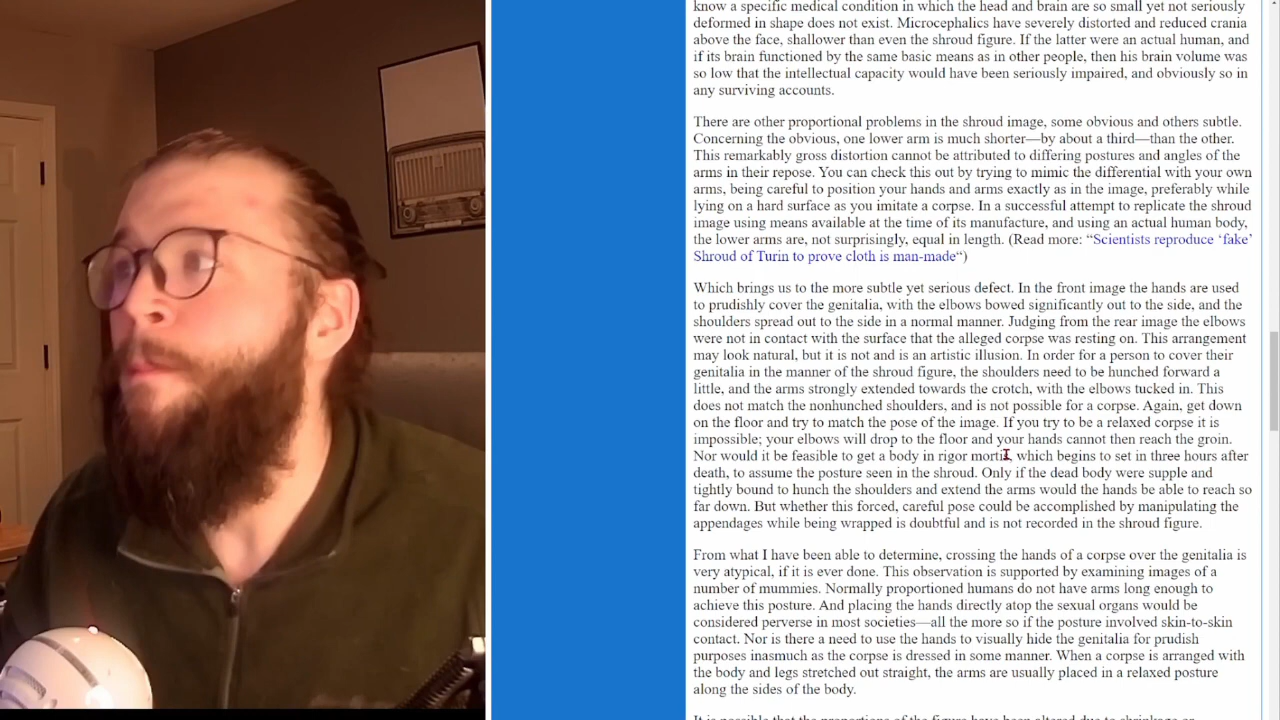 know a specific medical condition in which the head and brain are so small yet not seriously
deformed in shape does not exist. Microcephalics have severely distorted and reduced crania
above the face, shallower than even the shroud figure. If the latter were an actual human, and
if its brain functioned by the same basic means as in other people, then his brain volume was
so low that the intellectual capacity would have been seriously impaired, and obviously so in
any surviving accounts.
There are other proportional problems in the shroud image, some obvious and others subtle.
Concerning the obvious, one lower arm is much shorter—by about a third—than the other.
This remarkably gross distortion cannot be attributed to differing postures and angles of the
arms in their repose. You can check this out by trying to mimic the differential with your own
arms, being careful to position your hands and arms exactly as in the image, preferably while
lying on a hard surface as you imitate a corpse. In a successful attempt to replicate the shroud
image using means available at the time of its manufacture, and using an actual human body,
the lower arms are, not surprisingly, equal in length. (Read more: “Scientists reproduce ‘fake’
Shroud of Turin to prove cloth is man-made“)
Which brings us to the more subtle yet serious defect. In the front image the hands are used
to prudishly cover the genitalia, with the elbows bowed significantly out to the side, and the
shoulders spread out to the side in a normal manner. Judging from the rear image the elbows
were not in contact with the surface that the alleged corpse was resting on. This arrangement
may look natural, but it is not and is an artistic illusion. In order for a person to cover their
genitalia in the manner of the shroud figure, the shoulders need to be hunched forward a
little, and the arms strongly extended towards the crotch, with the elbows tucked in. This
does not match the nonhunched shoulders, and is not possible for a corpse. Again, get down
on the floor and try to match the pose of the image. If you try to be a relaxed corpse it is
impossible; your elbows will drop to the floor and your hands cannot then reach the groin.
Nor would it be feasible to get a body in rigor mortis, which begins to set in three hours after
death, to assume the posture seen in the shroud. Only if the dead body were supple and
tightly bound to hunch the shoulders and extend the arms would the hands be able to reach so
far down. But whether this forced, careful pose could be accomplished by manipulating the
appendages while being wrapped is doubtful and is not recorded in the shroud figure.
From what I have been able to determine, crossing the hands of a corpse over the genitalia is
very atypical, if it is ever done. This observation is supported by examining images of a
number of mummies. Normally proportioned humans do not have arms long enough to
achieve this posture. And placing the hands directly atop the sexual organs would be
considered perverse in most societies—all the more so if the posture involved skin-to-skin
contact. Nor is there a need to use the hands to visually hide the genitalia for prudish
purposes inasmuch as the corpse is dressed in some manner. When a corpse is arranged with
the body and legs stretched out straight, the arms are usually placed in a relaxed posture
along the sides of the body.
It is possible that the proportions of the figure have been altered due to shrinkage or